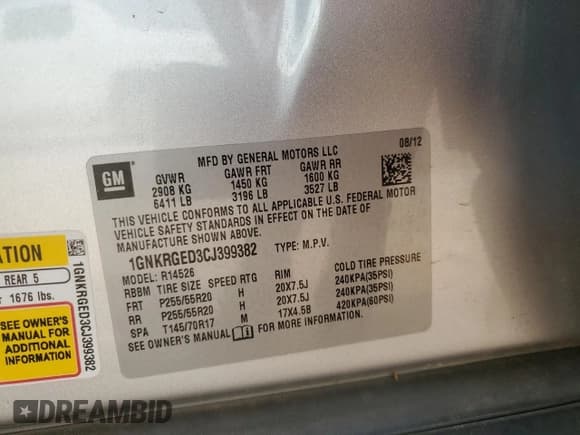 GM
MFD BY GENERAL MOTORS LLC
08/12
GVWR GAWR FRT GAWR RR
2908 KG 1450 KG 1600 KG
6411 LB 3196 LB 3527 LB
THIS VEHICLE CONFORMS TO ALL APPLICABLE U.S. FEDERAL MOTOR
VEHICLE SAFETY STANDARDS IN EFFECT ON THE DATE OF
MANUFACTURE SHOWN ABOVE.
1GNKRGED3CJ399382 TYPE: M.P.V.
MODEL: R14526
RBBM TIRE SIZE SPEED RTG RIM COLD TIRE PRESSURE
FRT P255/55R20 H 20X7.5J 240KPA(35PSI)
RR P255/55R20 H 20X7.5J 240KPA(35PSI)
SPA T145/70R17 M 17X4.5B 420KPA(60PSI)
SEE OWNER'S MANUAL FOR MORE INFORMATION.
ATION
REAR 5
1676 lbs.
SEE OWNER'S
MANUAL FOR
ADDITIONAL
INFORMATION
1GNKRGED3CJ399382
DREAMBID